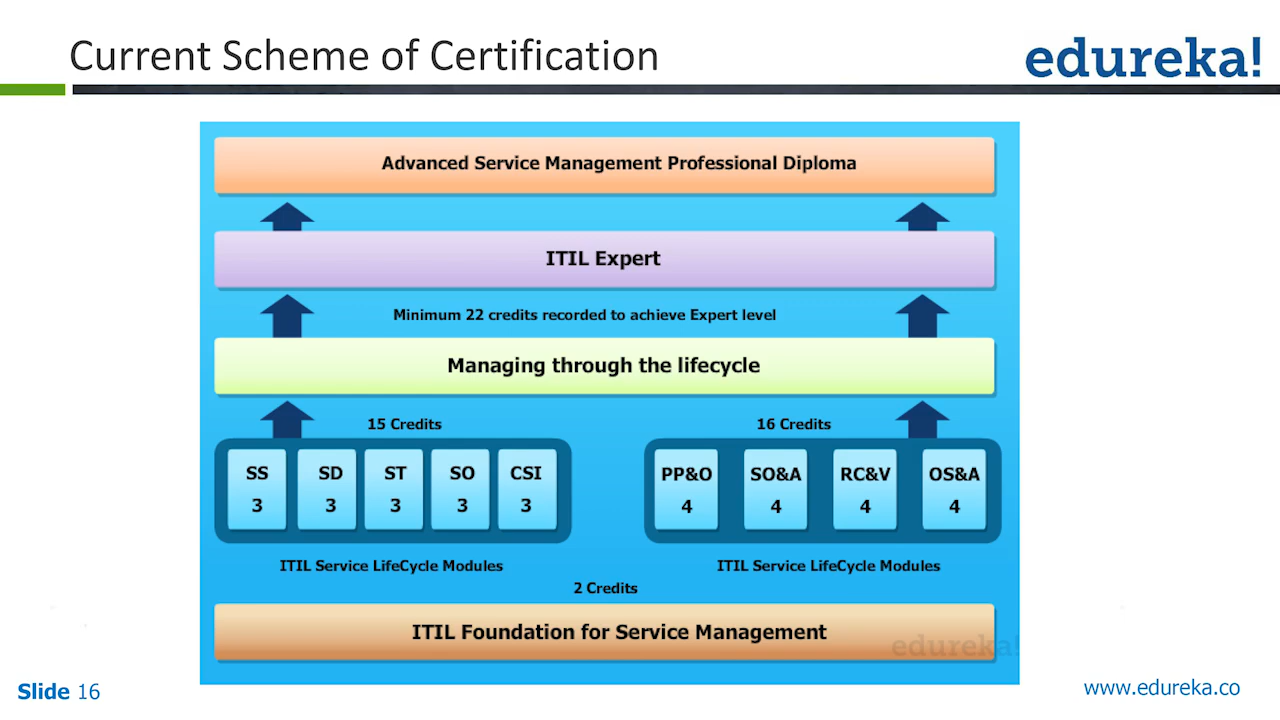 Current Scheme of Certification
edureka!
Advanced Service Management Professional Diploma
ITIL Expert
Minimum 22 credits recorded to achieve Expert level
Managing through the lifecycle
15 Credits
16 Credits
SS SD ST SO CSI
3 3 3 3 3
PP&O SO&A RC&V OS&A
4 4 4 4
ITIL Service LifeCycle Modules
ITIL Service LifeCycle Modules
2 Credits
ITIL Foundation for Service Management
edureka!
Slide 16
www.edureka.co